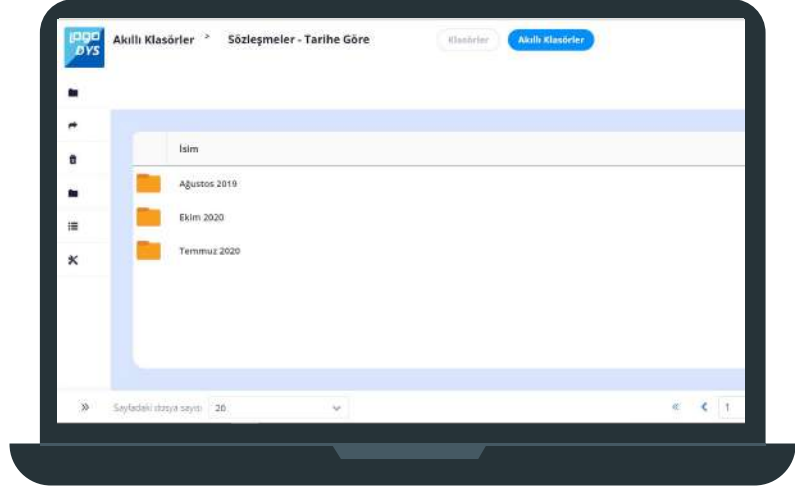 logo
DYS
Akıllı Klasörler > Sözleşmeler - Tarihe Göre
Klasörler
Akıllı Klasörler
İsim
Ağustos 2019
Ekim 2020
Temmuz 2020
Sayfadaki dosya sayısı 20
1